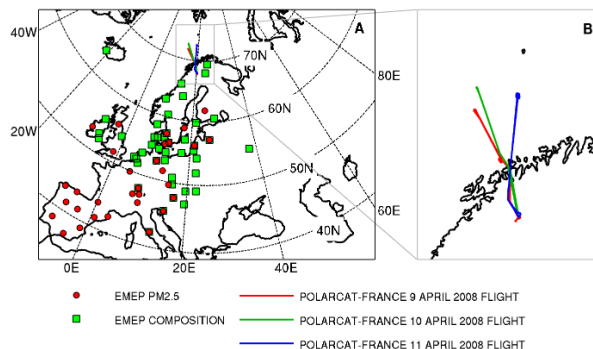 40W
A
B
70N
80E
60N
20W
50N
40N
60E
0E
20E
40E
EMEP PM2.5
POLARCAT-FRANCE 9 APRIL 2008 FLIGHT
EMEP COMPOSITION
POLARCAT-FRANCE 10 APRIL 2008 FLIGHT
POLARCAT-FRANCE 11 APRIL 2008 FLIGHT